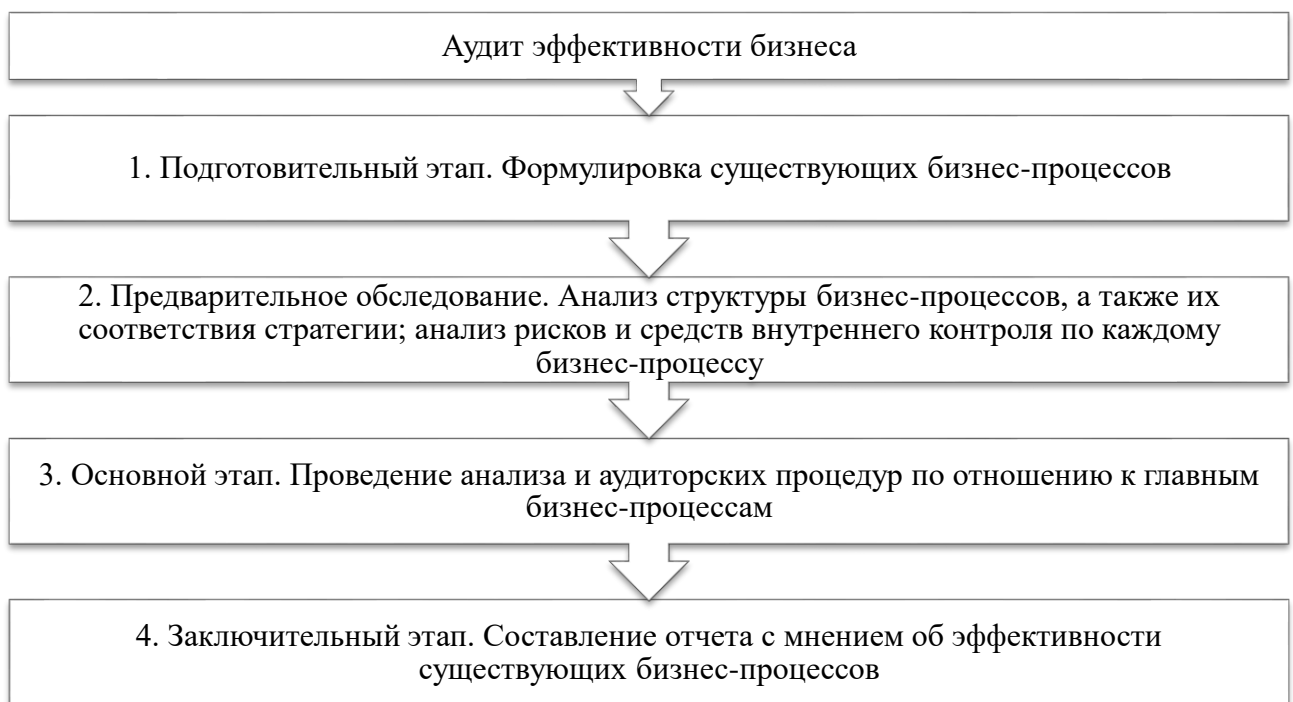 Аудит эффективности бизнеса
1. Подготовительный этап. Формулировка существующих бизнес-процессов
2. Предварительное обследование. Анализ структуры бизнес-процессов, а также их
соответствия стратегии; анализ рисков и средств внутреннего контроля по каждому
бизнес-процессу
3. Основной этап. Проведение анализа и аудиторских процедур по отношению к главным
бизнес-процессам
4. Заключительный этап. Составление отчета с мнением об эффективности
существующих бизнес-процессов